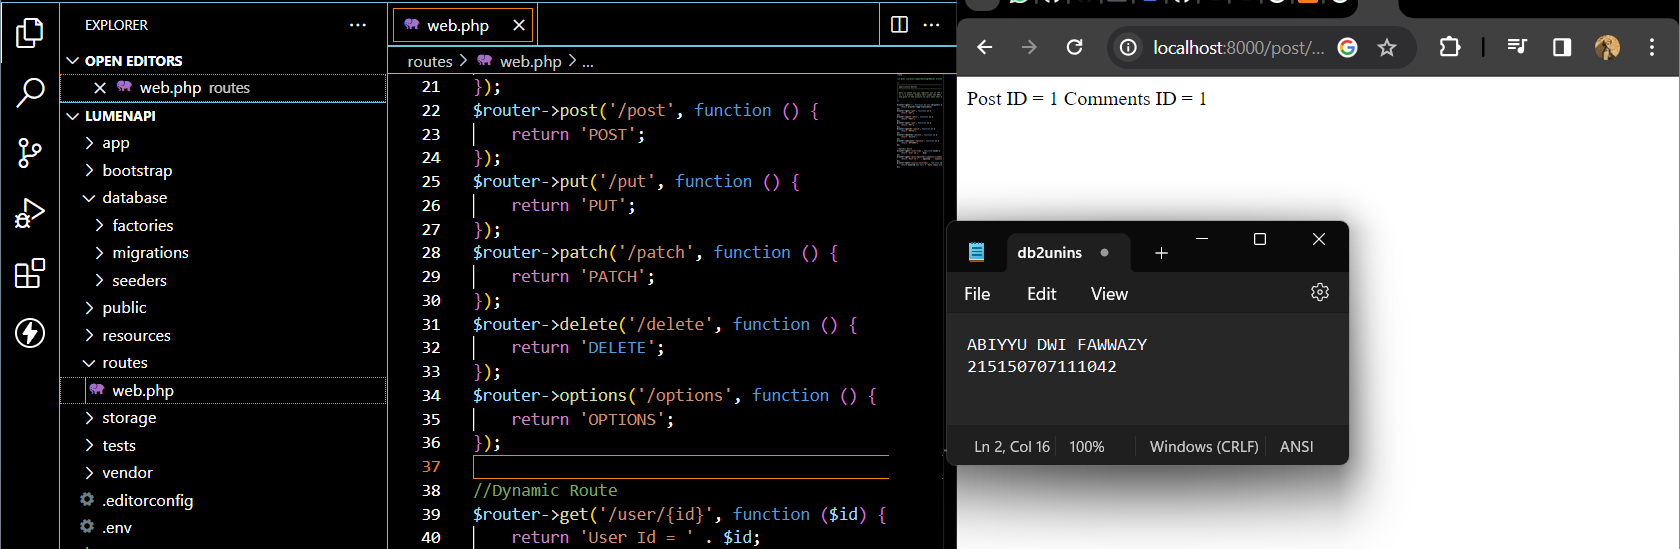 EXPLORER
OPEN EDITORS
web.php routes
LUMENAPI
app
bootstrap
database
factories
migrations
seeders
public
resources
routes
web.php
storage
tests
vendor
.editorconfig
.env
web.php
routes > web.php > ...
21 });
22 $router->post('/post', function () {
23     return 'POST';
24 });
25 $router->put('/put', function () {
26     return 'PUT';
27 });
28 $router->patch('/patch', function () {
29     return 'PATCH';
30 });
31 $router->delete('/delete', function () {
32     return 'DELETE';
33 });
34 $router->options('/options', function () {
35     return 'OPTIONS';
36 });
37
38 //Dynamic Route
39 $router->get('/user/{id}', function ($id) {
40     return 'User Id = ' . $id;
localhost:8000/post/...
Post ID = 1 Comments ID = 1
db2unins
File Edit View
ABIYYU DWI FAWWAZY
215150707111042
Ln 2, Col 16 100% Windows (CRLF) ANSI